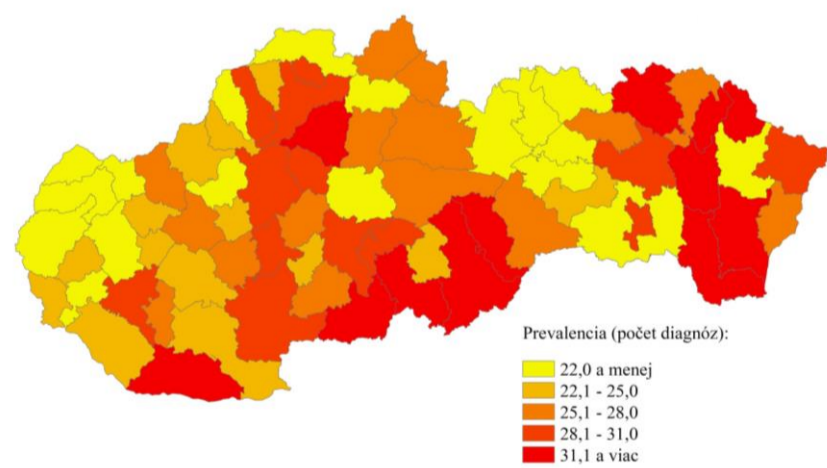 Prevalencia (počet diagnóz):
22,0 a menej
22,1 - 25,0
25,1 - 28,0
28,1 - 31,0
31,1 a viac